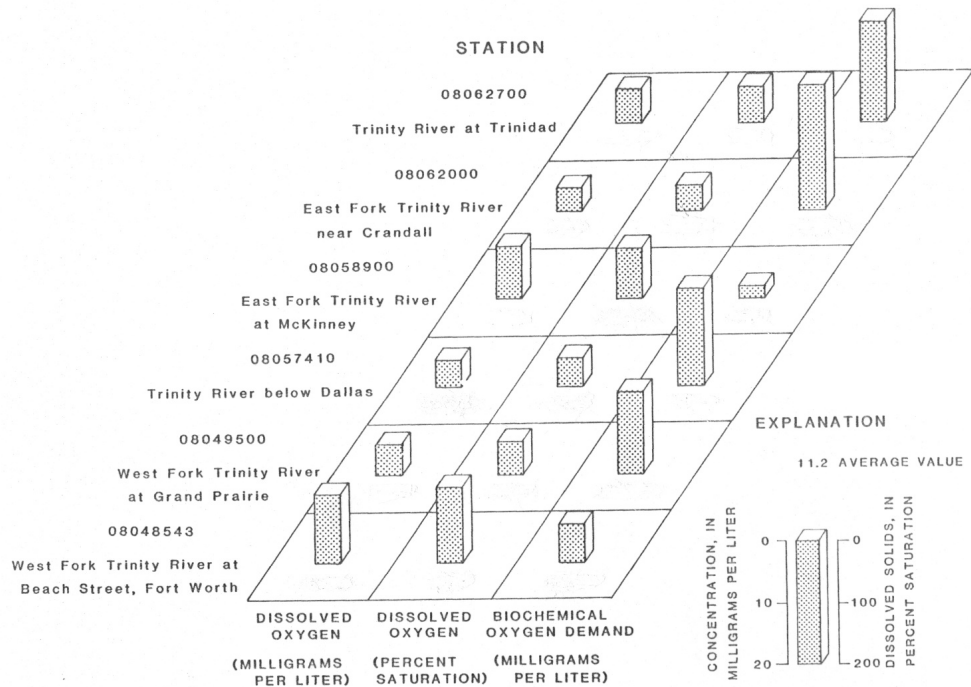 STATION
08062700
Trinity River at Trinidad
08062000
East Fork Trinity River
near Crandall
08058900
East Fork Trinity River
at McKinney
08057410
Trinity River below Dallas
08049500
West Fork Trinity River
at Grand Prairie
08048543
West Fork Trinity River at
Beach Street, Fort Worth
DISSOLVED
OXYGEN
(MILLIGRAMS
PER LITER)
DISSOLVED
OXYGEN
(PERCENT
SATURATION)
BIOCHEMICAL
OXYGEN DEMAND
(MILLIGRAMS
PER LITER)
EXPLANATION
11.2 AVERAGE VALUE
CONCENTRATION, IN
MILLIGRAMS PER LITER
0
10
20
0
100
200
DISSOLVED SOLIDS, IN
PERCENT SATURATION